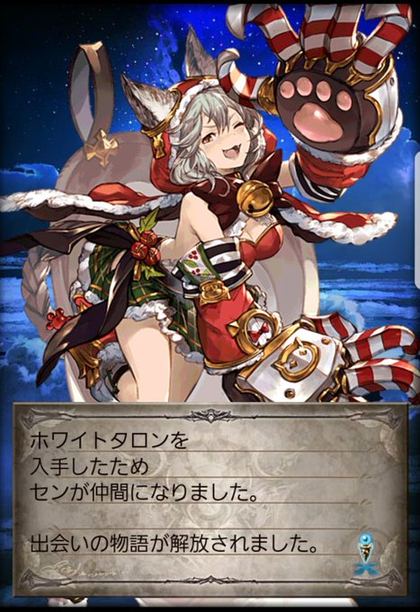 ホワイトタロンを
入手したため
センが仲間になりました。
出会いの物語が解放されました。